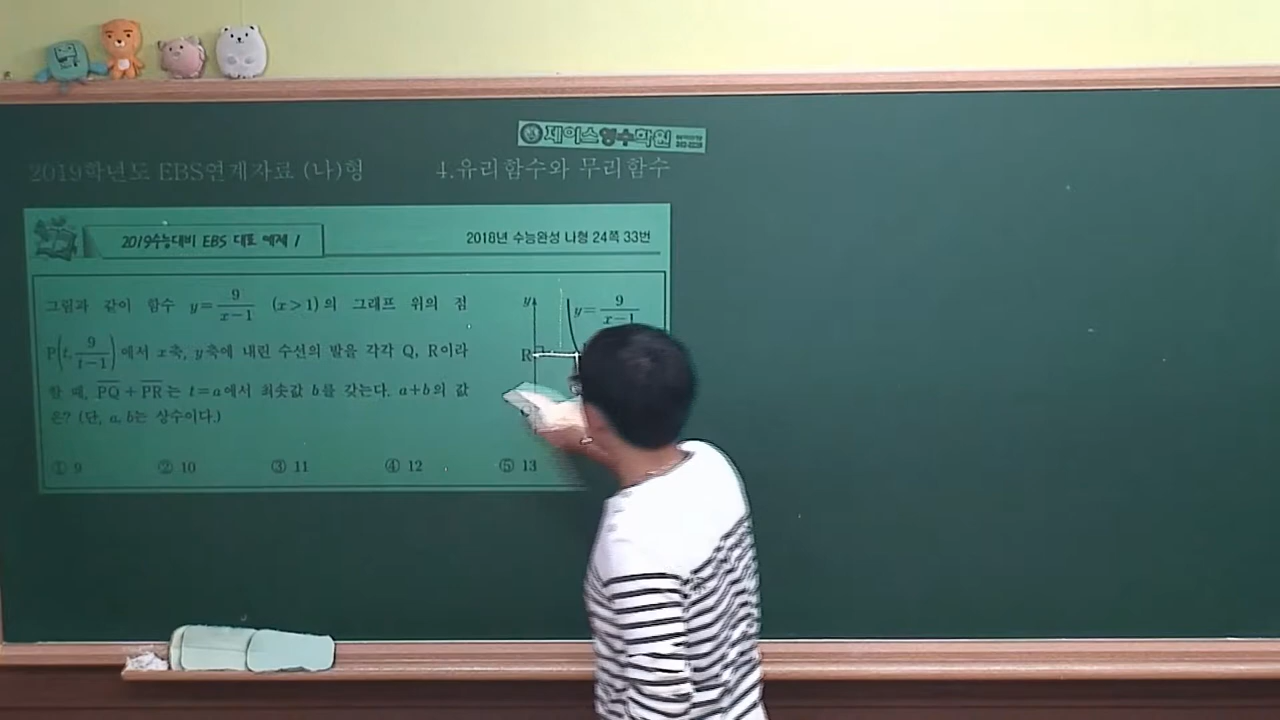 제이스영수학원
2019학년도 EBS연계자료 (나)형 4.유리함수와 무리함수
2019수능대비 EBS 대표 예제 1
2018년 수능완성 나형 24쪽 33번
그림과 같이 함수 y=9/(x-1) (x>1)의 그래프 위의 점
P(t, 9/(t-1))에서 x축, y축에 내린 수선의 발을 각각 Q, R이라
할 때, PQ+PR는 t=a에서 최솟값 b를 갖는다. a+b의 값
은? (단, a, b는 상수이다.)
① 9 ② 10 ③ 11 ④ 12 ⑤ 13
y
y=9/(x-1)
R